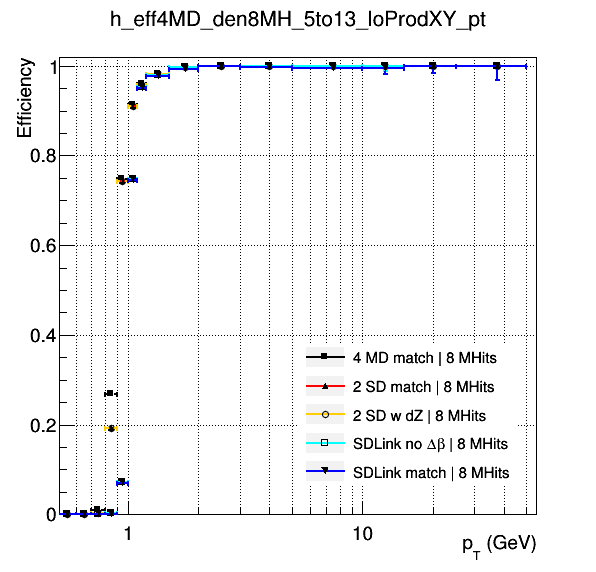 h_eff4MD_den8MH_5to13_loProdXY_pt
Efficiency
1
0.8
0.6
0.4
0.2
0
4 MD match | 8 MHits
2 SD match | 8 MHits
2 SD w dZ | 8 MHits
SDLink no Δβ | 8 MHits
SDLink match | 8 MHits
1 10
p_T (GeV)